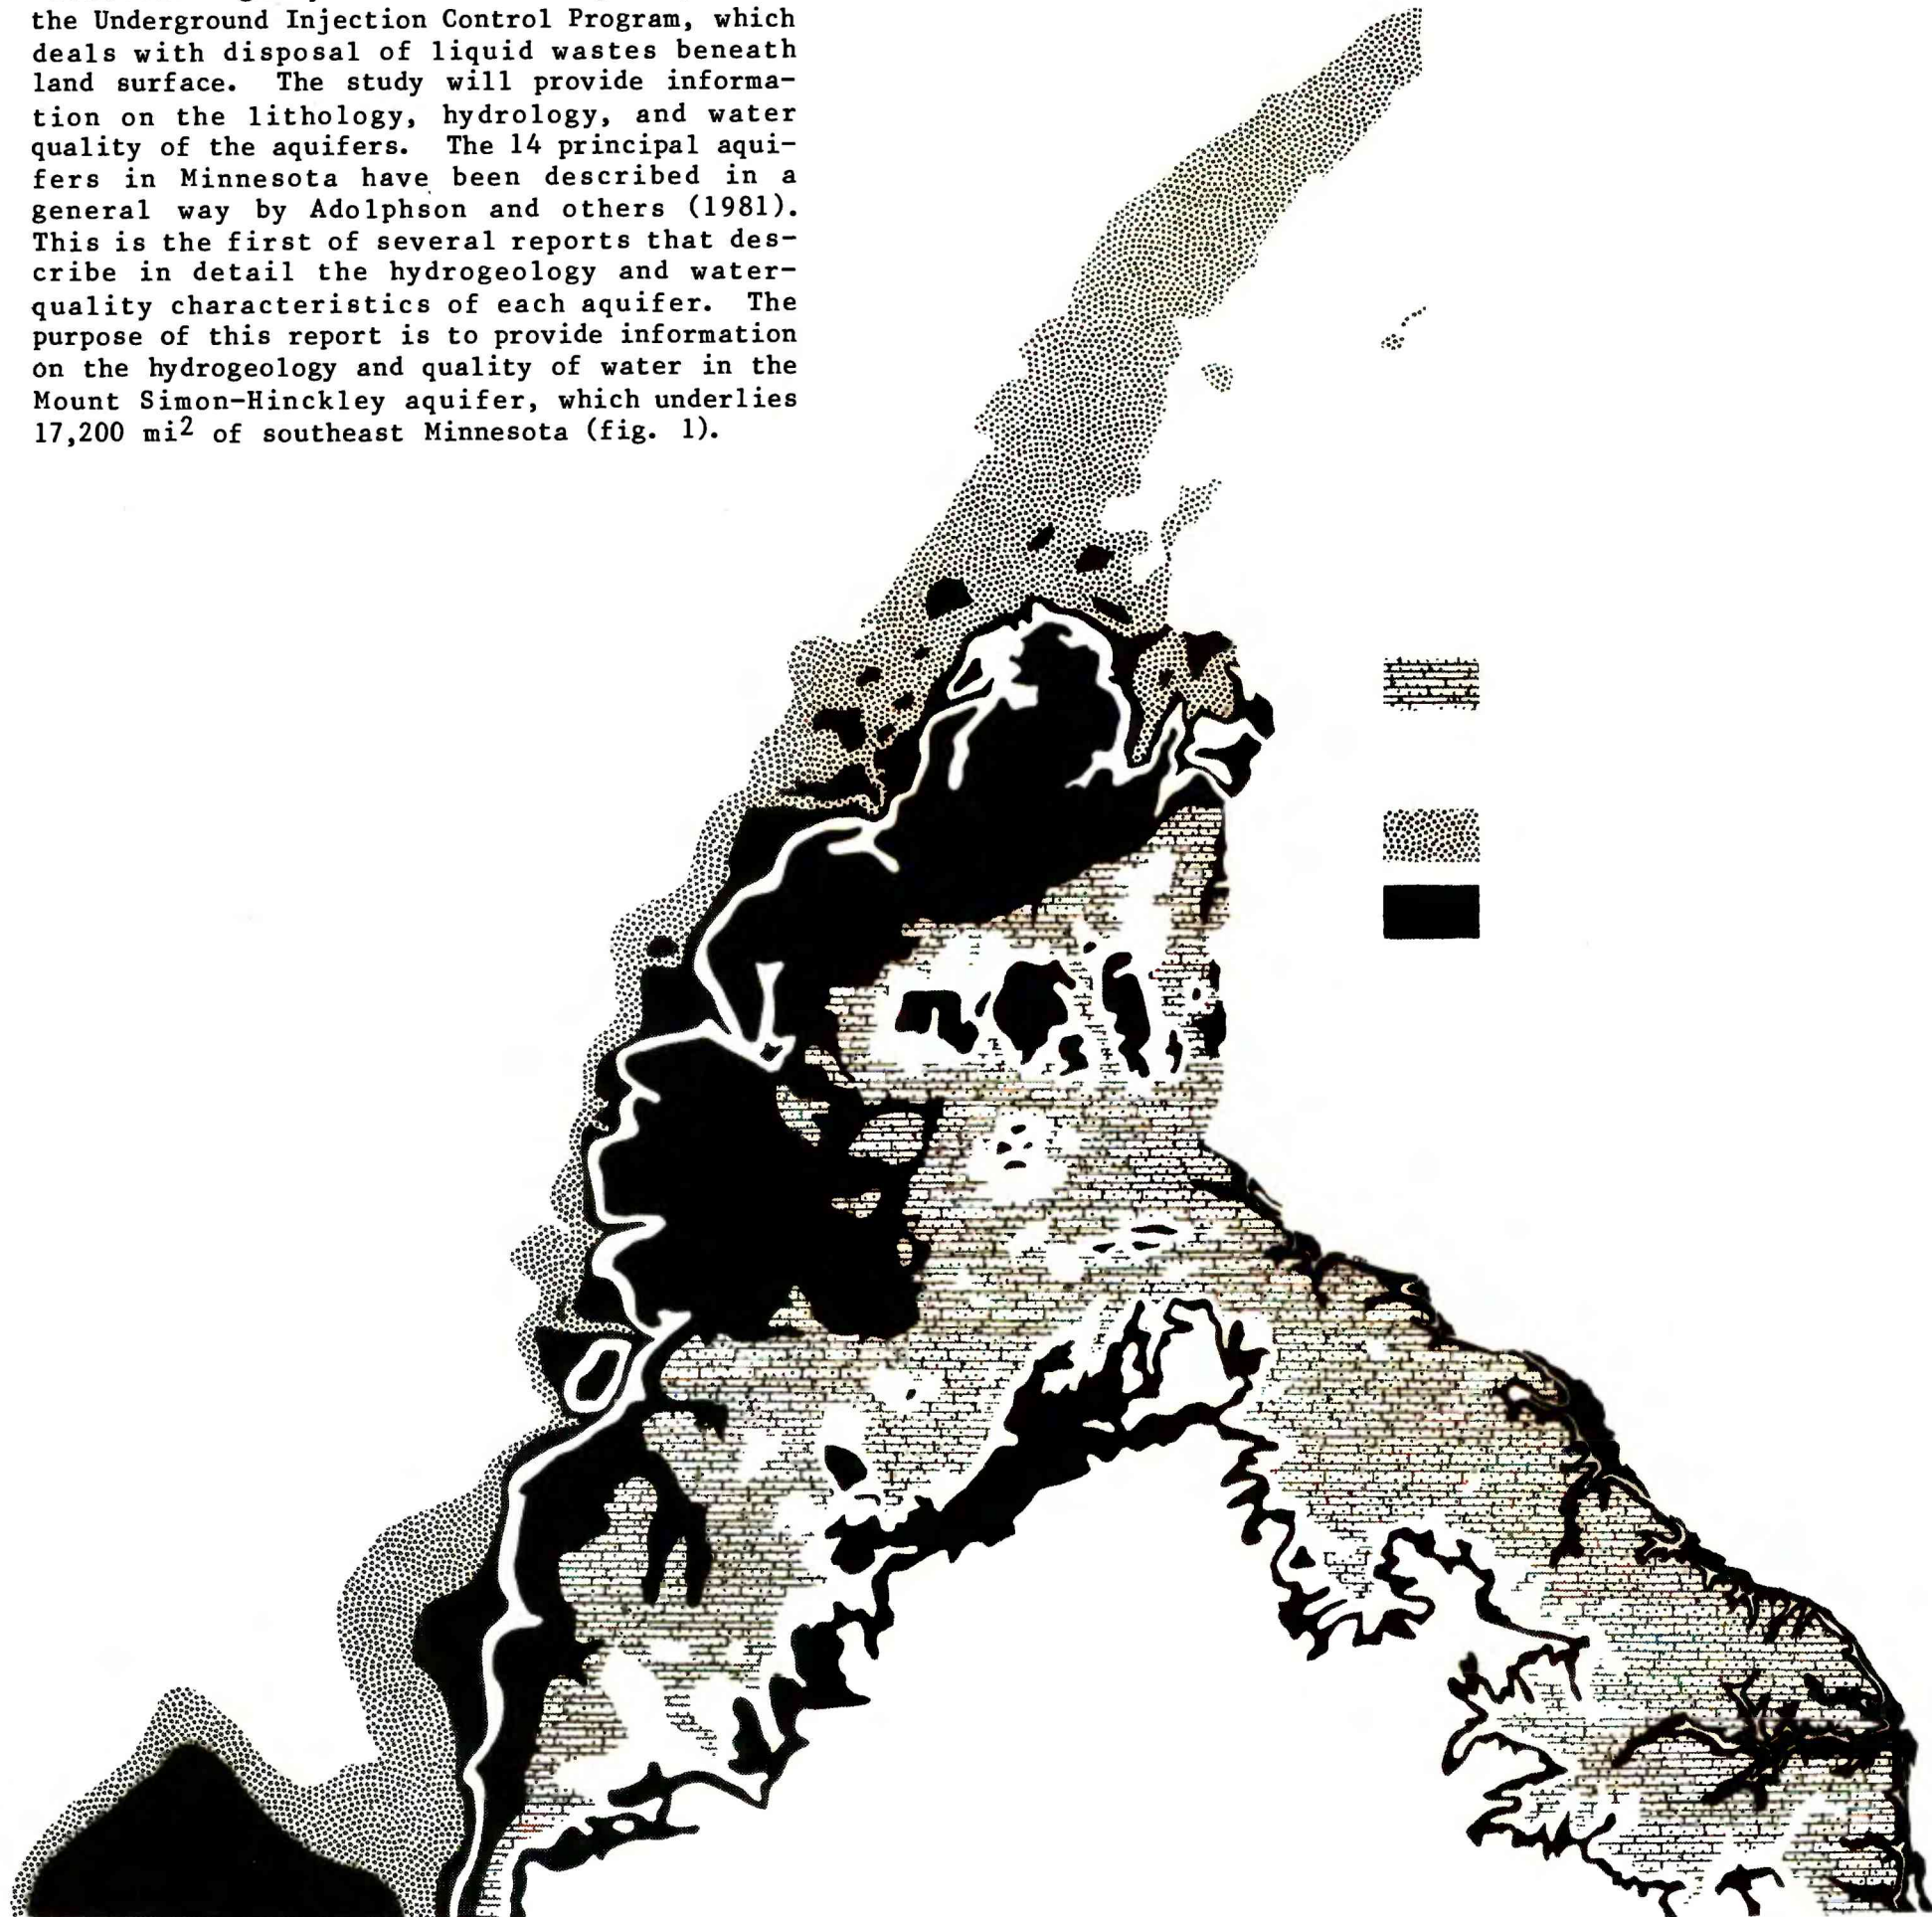 the Underground Injection Control Program, which
deals with disposal of liquid wastes beneath
land surface. The study will provide informa-
tion on the lithology, hydrology, and water
quality of the aquifers. The 14 principal aqui-
fers in Minnesota have been described in a
general way by Adolphson and others (1981).
This is the first of several reports that des-
cribe in detail the hydrogeology and water-
quality characteristics of each aquifer. The
purpose of this report is to provide information
on the hydrogeology and quality of water in the
Mount Simon-Hinckley aquifer, which underlies
17,200 mi² of southeast Minnesota (fig. 1).